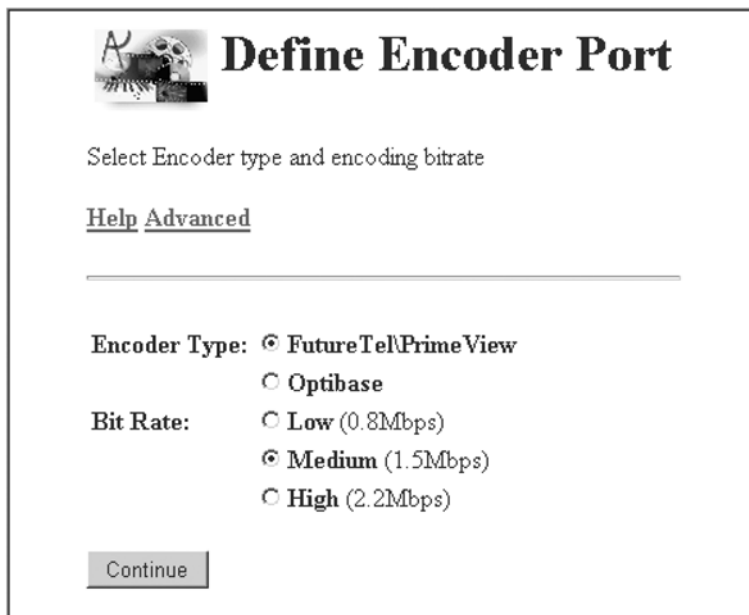 Define Encoder Port
Select Encoder type and encoding bitrate
Help Advanced
Encoder Type: FutureTel\PrimeView
Optibase
Bit Rate: Low (0.8Mbps)
Medium (1.5Mbps)
High (2.2Mbps)
Continue